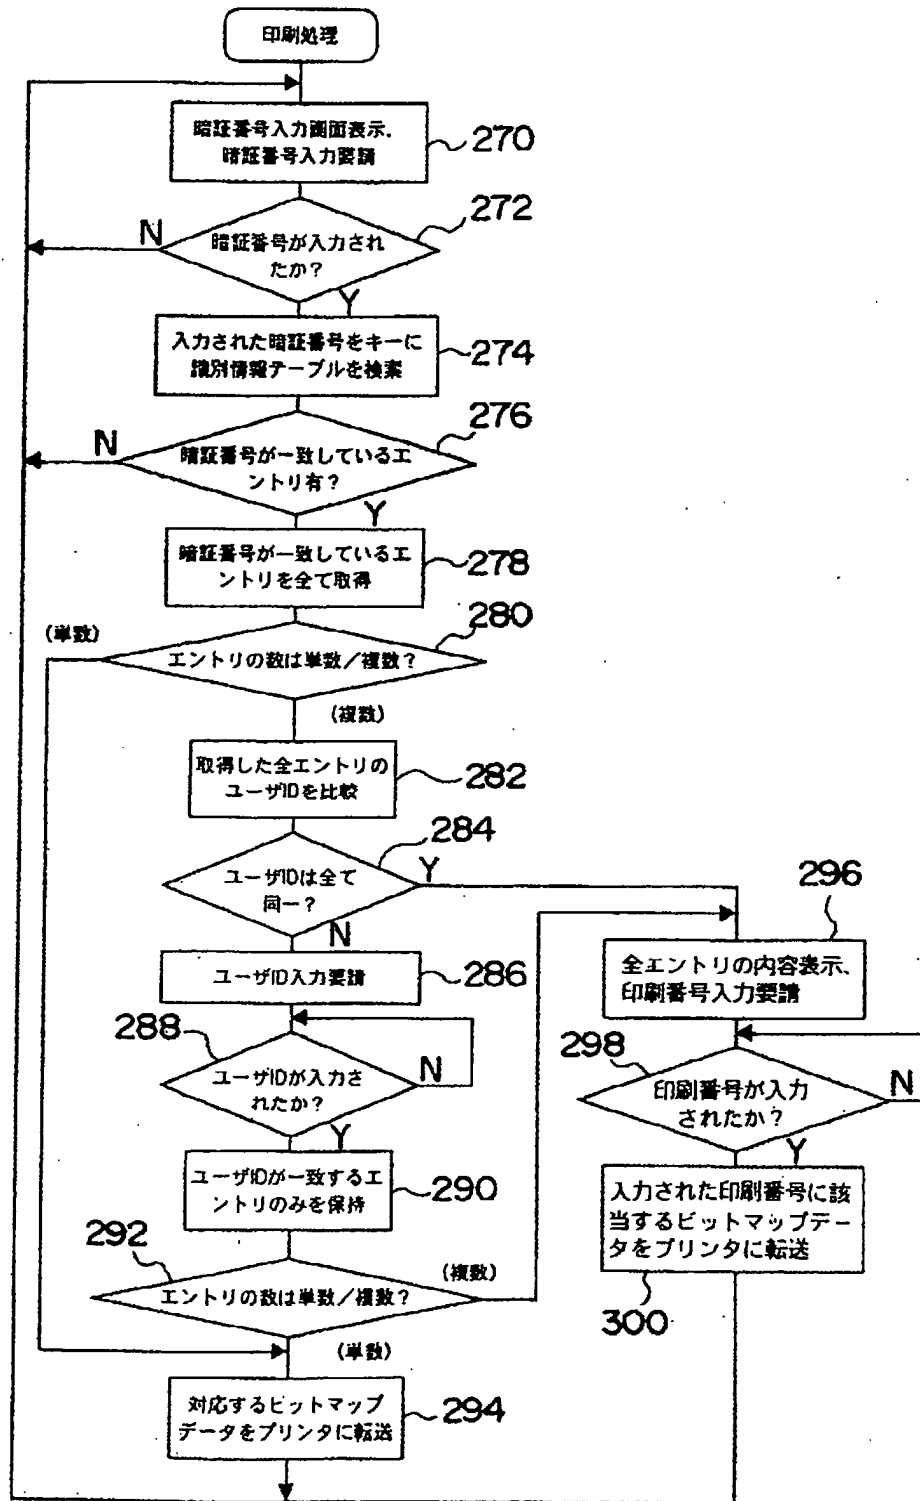 印刷処理
暗証番号入力画面表示、
暗証番号入力要請
270
272
N
暗証番号が入力され
たか？
Y
入力された暗証番号をキーに
識別情報テーブルを検索
274
276
N
暗証番号が一致しているエ
ントリ有？
Y
暗証番号が一致しているエ
ントリを全て取得
278
280
(単数)
エントリの数は単数／複数？
(複数)
取得した全エントリの
ユーザIDを比較
282
284
Y
ユーザIDは全て
同一？
N
ユーザID入力要請
286
288
ユーザIDが入力さ
れたか？
N
Y
ユーザIDが一致するエ
ントリのみを保持
290
292
(複数)
エントリの数は単数／複数？
(単数)
対応するビットマップ
データをプリンタに転送
294
296
全エントリの内容表示、
印刷番号入力要請
298
印刷番号が入力
されたか？
N
Y
入力された印刷番号に該
当するビットマップデー
タをプリンタに転送
300